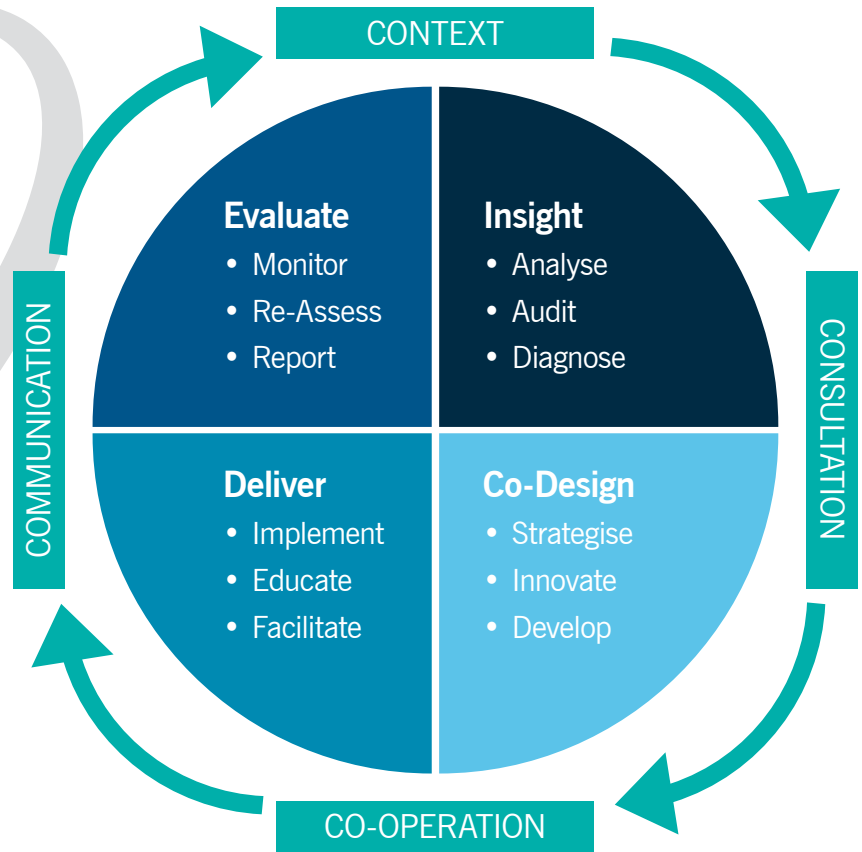 CONTEXT
Evaluate
• Monitor
• Re-Assess
• Report
Insight
• Analyse
• Audit
• Diagnose
COMMUNICATION
CONSULTATION
Deliver
• Implement
• Educate
• Facilitate
Co-Design
• Strategise
• Innovate
• Develop
CO-OPERATION